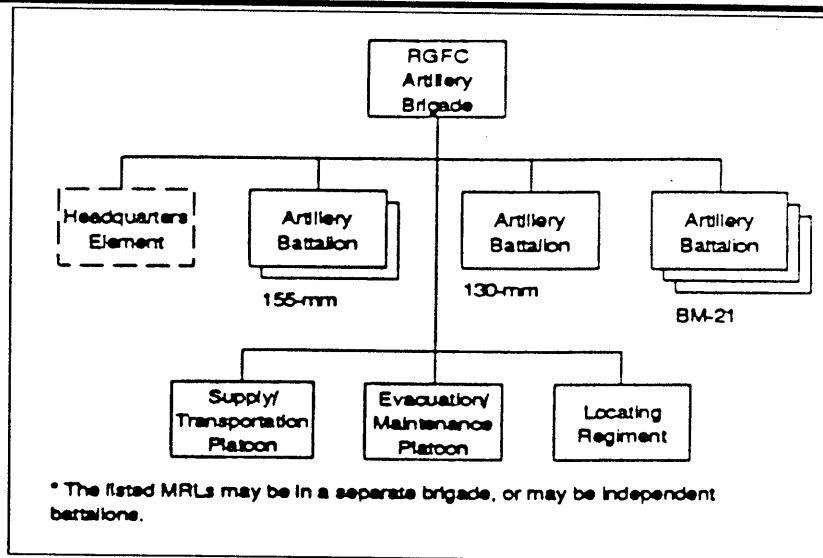 RGFC
Artillery
Brigade
Headquarters
Element
Artillery
Battalion
155-mm
Artillery
Battalion
130-mm
Artillery
Battalion
BM-21
Supply/
Transportation
Platoon
Evacuation/
Maintenance
Platoon
Locating
Regiment
* The listed MRLs may be in a separate brigade, or may be independent
battalions.